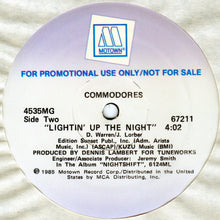 MOTOWN
FOR PROMOTIONAL USE ONLY/NOT FOR SALE
COMMODORES
4535MG 67211
Side Two
"LIGHTIN' UP THE NIGHT" 4:02
D. Warren/J. Lorber
Edition Sunset Publ., Inc. (Adm. Arista
Music, Inc.) (ASCAP)/KUZU Music (BMI)
PRODUCED BY DENNIS LAMBERT FOR TUNEWORKS
Engineer/Associate Producer: Jeremy Smith
In The Album "NIGHTSHIFT", 6124ML
℗ 1985 Motown Record Corp./Distributed in the United
States by MCA Distributing, Inc.